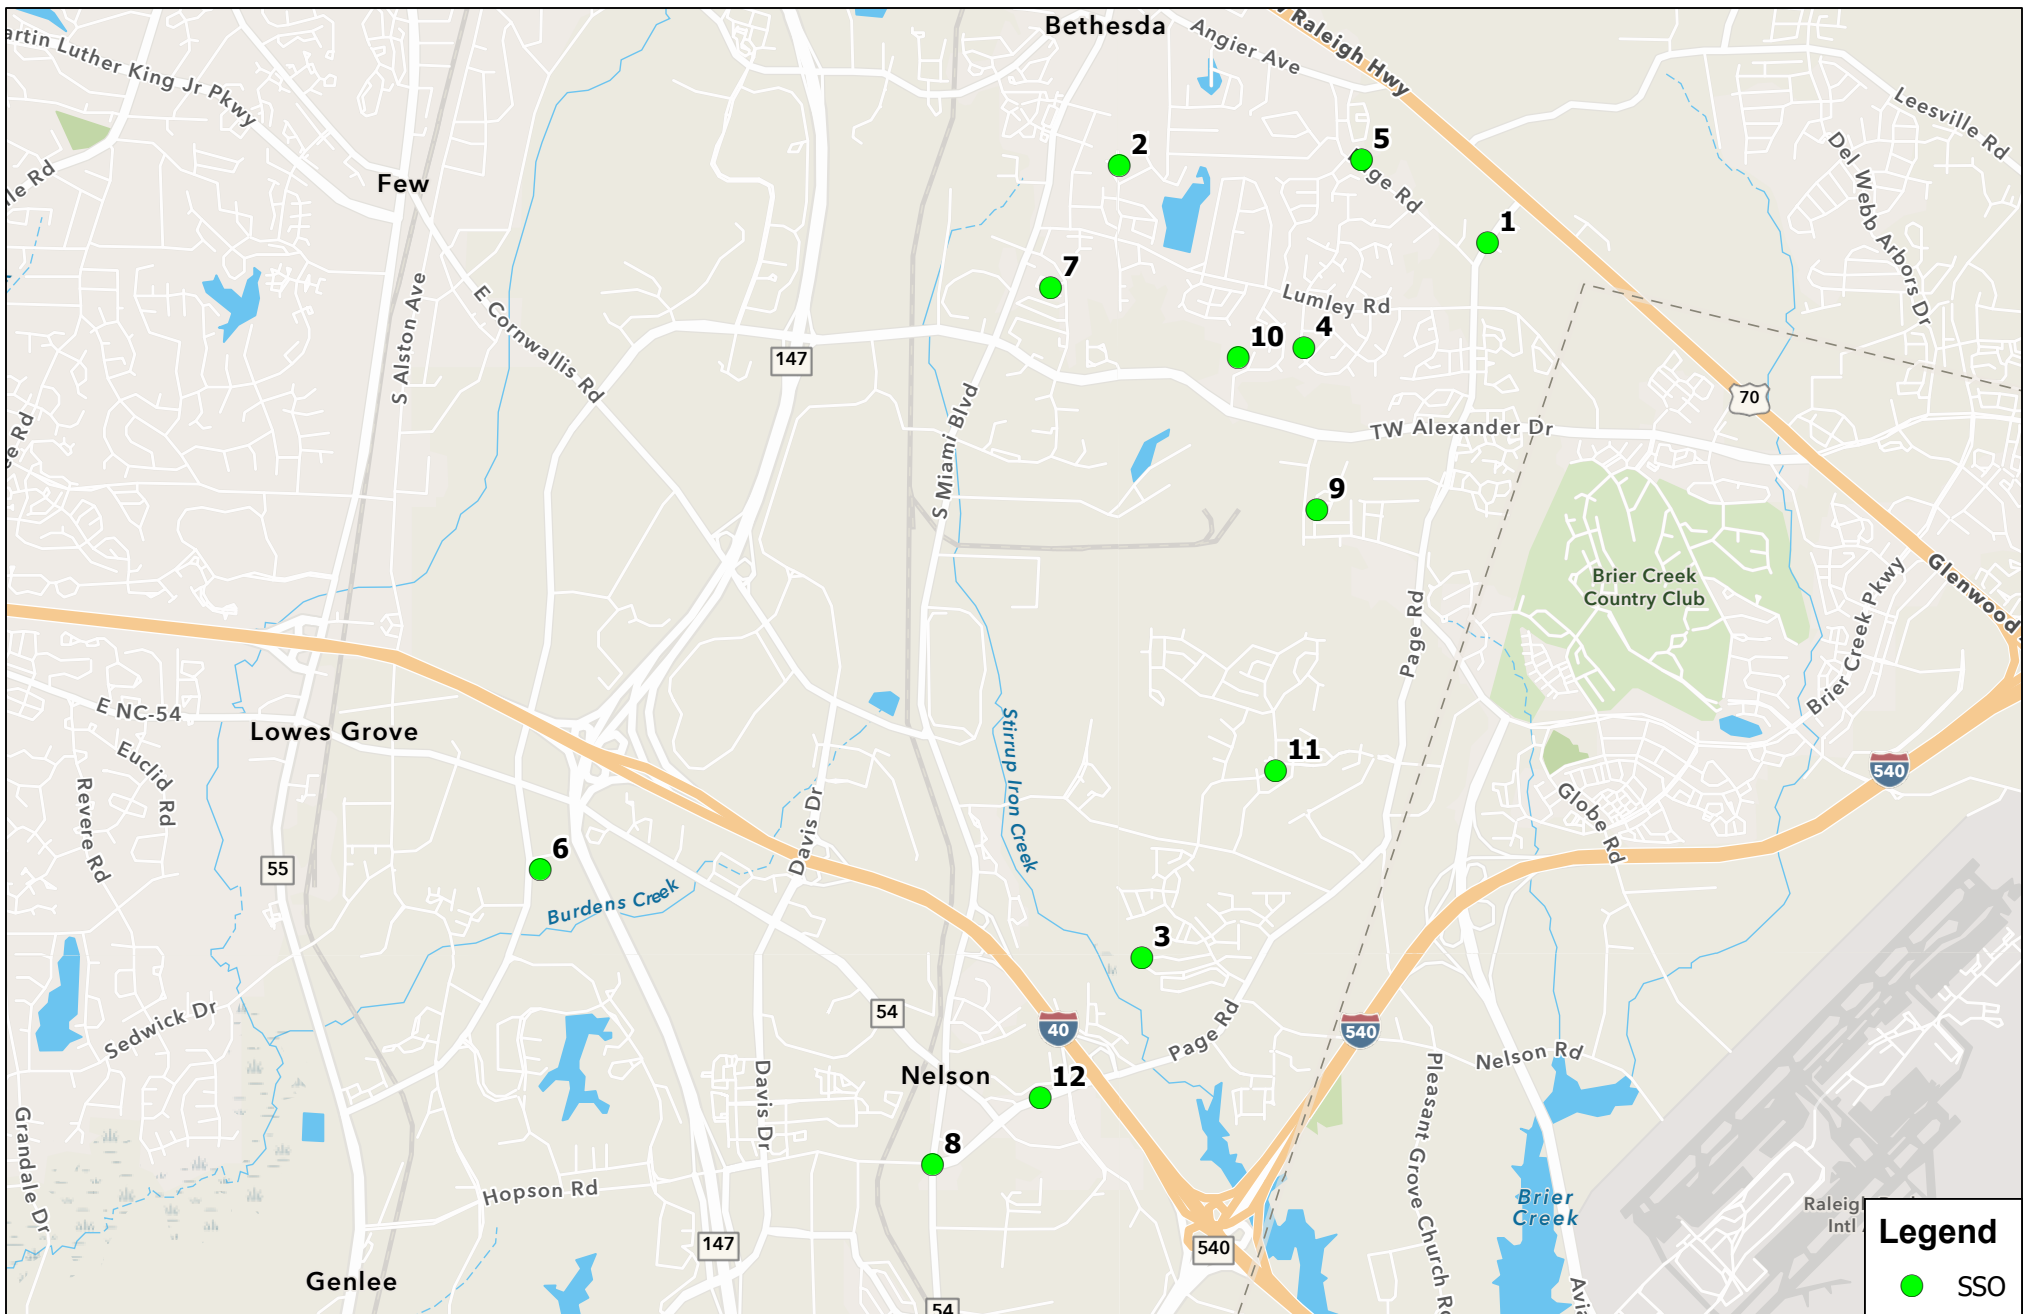 Bethesda
Raleigh Hwy
Angier Ave
Martin Luther King Jr Pkwy
Leesville Rd
Del Webb Arbors Dr
2
5
Page Rd
Few
1
7
Lumley Rd
S Alston Ave
E Cornwallis Rd
10
4
147
70
S Miami Blvd
TW Alexander Dr
9
Brier Creek
Country Club
Glenwood
Page Rd
Brier Creek Pkwy
E NC-54
Lowes Grove
Euclid Rd
Revere Rd
Stirrup Iron Creek
11
540
Davis Dr
Globe Rd
55
6
Burdens Creek
3
Sedwick Dr
54
40
540
Page Rd
Nelson Rd
Nelson
12
Davis Dr
Pleasant Grove Church Rd
Grandale Dr
8
Hopson Rd
Brier
Creek
Raleigh
Intl
147
540
Genlee
54
Legend
SSO